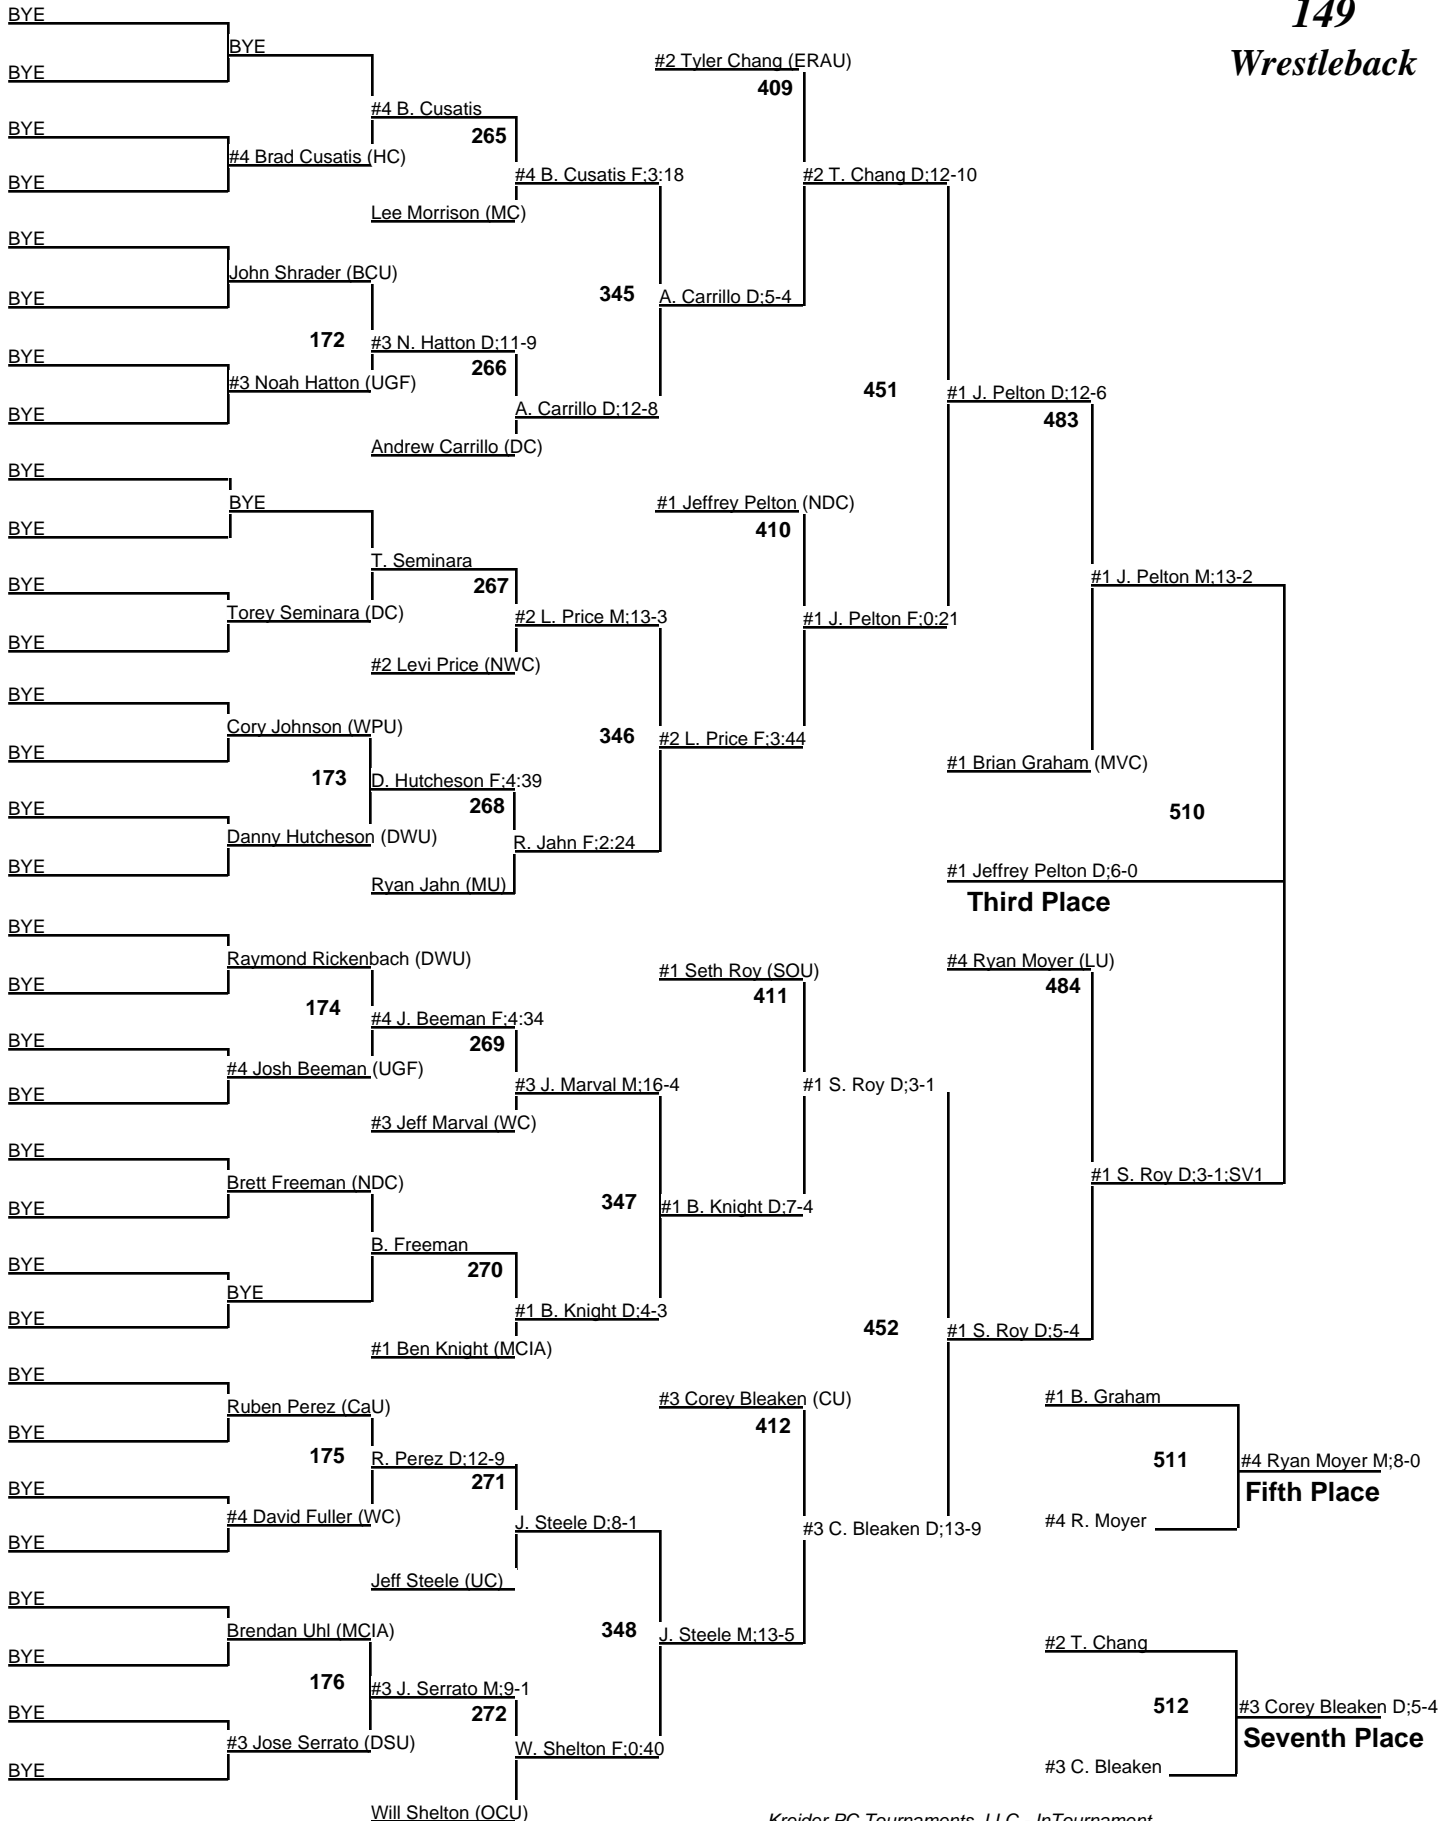 149
Wrestleback
BYE
BYE
BYE
#4 B. Cusatis
265
BYE
#4 Brad Cusatis (HC)
BYE
#4 B. Cusatis F;3:18
Lee Morrison (MC)
BYE
John Shrader (BCU)
BYE
172
#3 N. Hatton D;11-9
266
BYE
#3 Noah Hatton (UGF)
BYE
A. Carrillo D;12-8
Andrew Carrillo (DC)
345
A. Carrillo D;5-4
#2 Tyler Chang (ERAU)
409
#2 T. Chang D;12-10
BYE
BYE
BYE
T. Seminara
267
BYE
Torey Seminara (DC)
BYE
#2 L. Price M;13-3
#2 Levi Price (NWC)
BYE
Cory Johnson (WPU)
BYE
173
D. Hutcheson F;4:39
268
BYE
Danny Hutcheson (DWU)
BYE
R. Jahn F;2:24
Ryan Jahn (MU)
346
#2 L. Price F;3:44
#1 Jeffrey Pelton (NDC)
410
#1 J. Pelton F;0:21
451
#1 J. Pelton D;12-6
483
#1 J. Pelton M;13-2
#1 Brian Graham (MVC)
510
#1 Jeffrey Pelton D;6-0
Third Place
BYE
Raymond Rickenbach (DWU)
BYE
174
#4 J. Beeman F;4:34
269
BYE
#4 Josh Beeman (UGF)
BYE
#3 J. Marval M;16-4
#3 Jeff Marval (WC)
BYE
Brett Freeman (NDC)
BYE
B. Freeman
270
BYE
BYE
BYE
#1 B. Knight D;4-3
#1 Ben Knight (MCIA)
347
#1 B. Knight D;7-4
#1 Seth Roy (SOU)
411
#1 S. Roy D;3-1
#4 Ryan Moyer (LU)
484
#1 S. Roy D;3-1;SV1
452
#1 S. Roy D;5-4
BYE
Ruben Perez (CaU)
BYE
175
R. Perez D;12-9
271
BYE
#4 David Fuller (WC)
BYE
J. Steele D;8-1
Jeff Steele (UC)
BYE
Brendan Uhl (MCIA)
BYE
176
#3 J. Serrato M;9-1
272
BYE
#3 Jose Serrato (DSU)
BYE
W. Shelton F;0:40
Will Shelton (OCU)
348
J. Steele M;13-5
#3 Corey Bleaken (CU)
412
#3 C. Bleaken D;13-9
#1 B. Graham
511
#4 Ryan Moyer M;8-0
Fifth Place
#4 R. Moyer
#2 T. Chang
512
#3 Corey Bleaken D;5-4
Seventh Place
#3 C. Bleaken